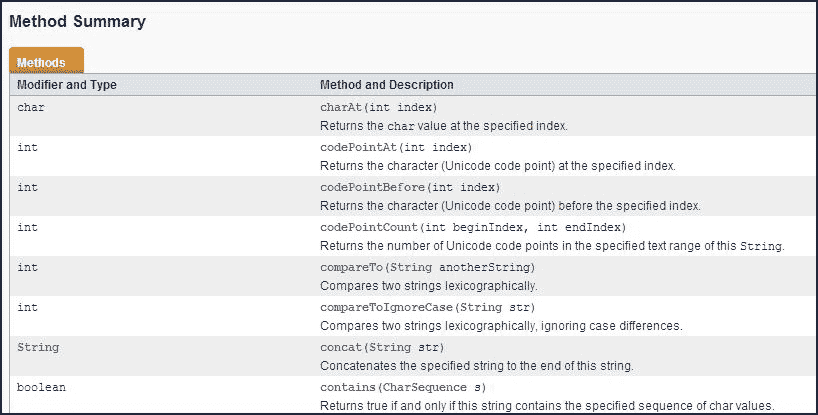 Method Summary
Methods
Modifier and Type Method and Description
char charAt(int index)
Returns the char value at the specified index.
int codePointAt(int index)
Returns the character (Unicode code point) at the specified index.
int codePointBefore(int index)
Returns the character (Unicode code point) before the specified index.
int codePointCount(int beginIndex, int endIndex)
Returns the number of Unicode code points in the specified text range of this String.
int compareTo(String anotherString)
Compares two strings lexicographically.
int compareToIgnoreCase(String str)
Compares two strings lexicographically, ignoring case differences.
String concat(String str)
Concatenates the specified string to the end of this string.
boolean contains(CharSequence s)
Returns true if and only if this string contains the specified sequence of char values.